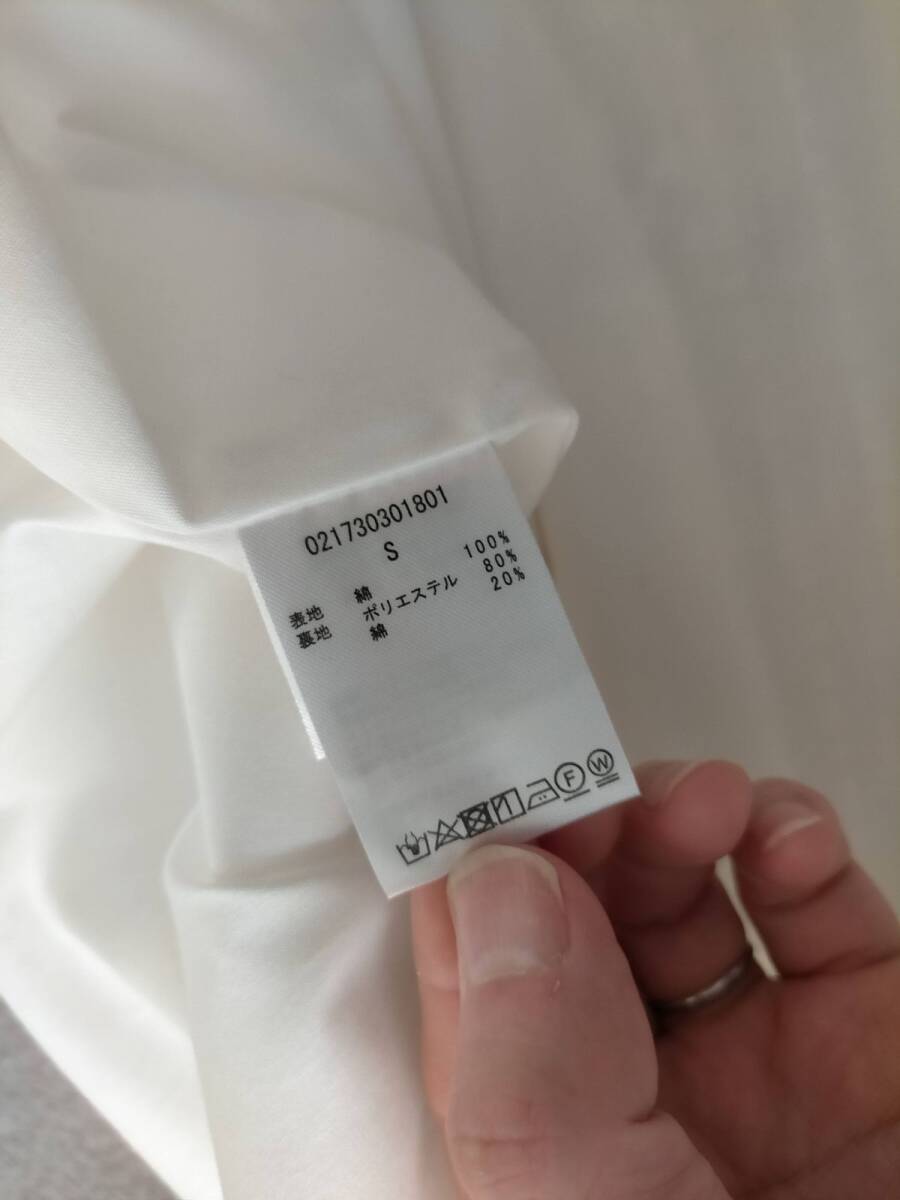 021730301801
S
表地 綿 100%
裏地 ポリエステル 80%
綿 20%
F W